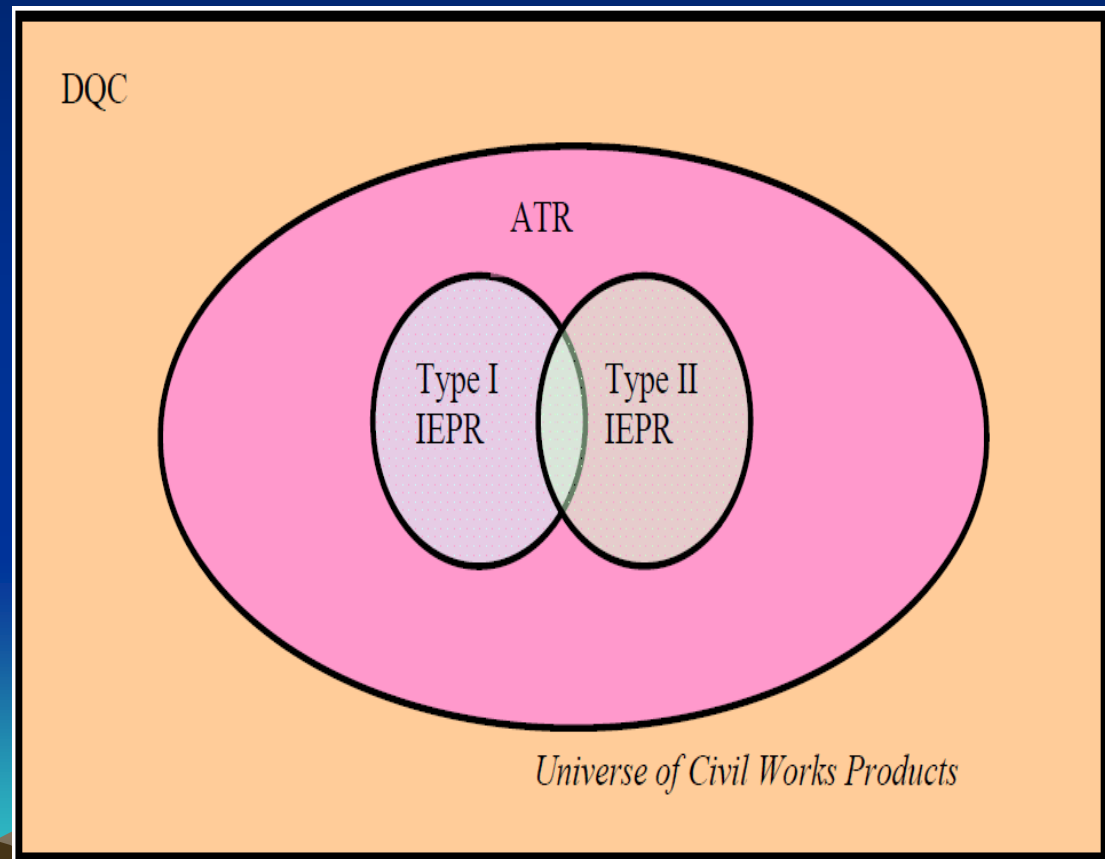 DQC
ATR
Type I
IEPR
Type II
IEPR
Universe of Civil Works Products